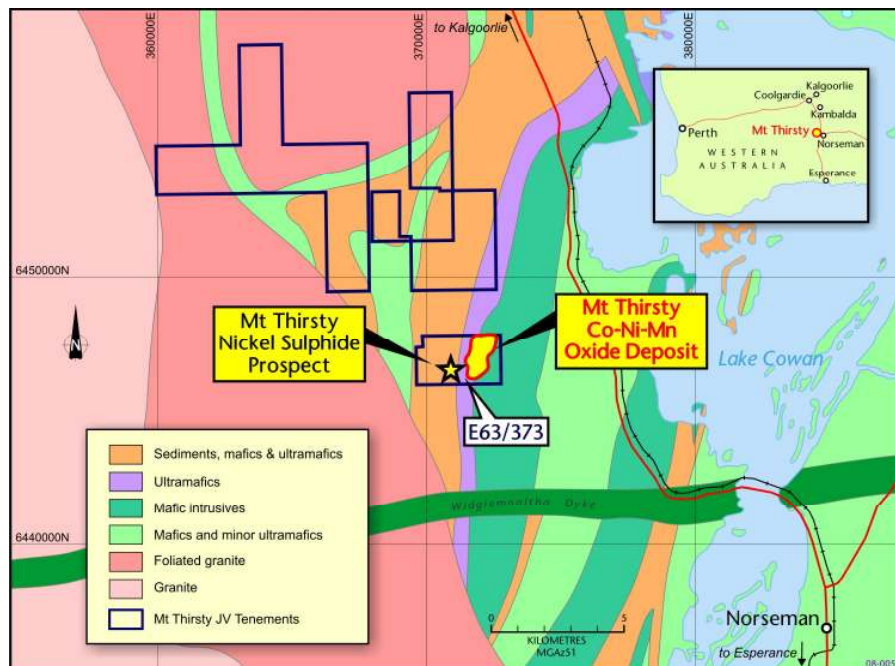 360000E
370000E
380000E
to Kalgoorlie
Kalgoorlie
Coolgardie
Kambalda
Mt Thirsty
Perth
Norseman
WESTERN
AUSTRALIA
Esperance
6450000N
N
Mt Thirsty
Nickel Sulphide
Prospect
Mt Thirsty
Co-Ni-Mn
Oxide Deposit
Lake Cowan
E63/373
Sediments, mafics & ultramafics
Ultramafics
Mafic intrusives
Mafics and minor ultramafics
Foliated granite
Granite
Mt Thirsty JV Tenements
Widgiemooltha Dyke
6440000N
0 5
KILOMETRES
MGAz51
Norseman
to Esperance